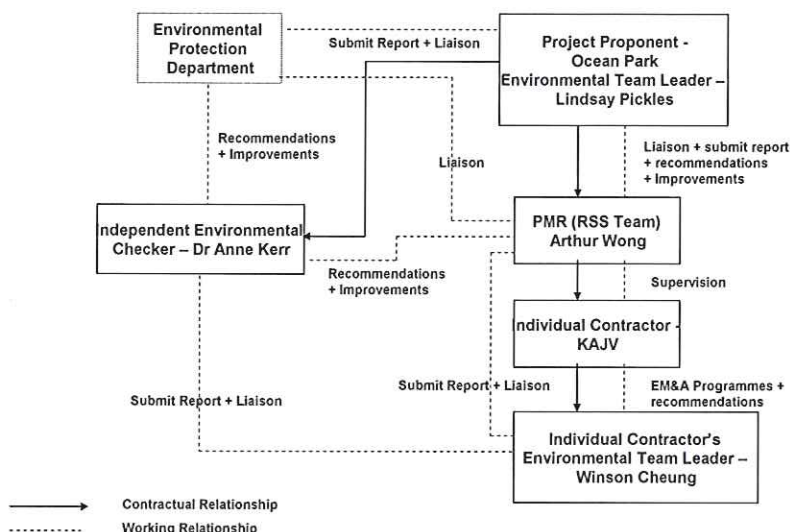 Environmental
Protection
Department
Submit Report + Liaison
Project Proponent -
Ocean Park
Environmental Team Leader –
Lindsay Pickles
Recommendations
+ Improvements
Liaison
Liaison + submit report
+ recommendations
+ Improvements
ndependent Environmental
Checker – Dr Anne Kerr
PMR (RSS Team)
Arthur Wong
Recommendations
+ Improvements
Supervision
ndividual Contractor -
KAJV
Submit Report + Liaison
Submit Report + Liaison
EM&A Programmes +
recommendations
Individual Contractor's
Environmental Team Leader –
Winson Cheung
Contractual Relationship
Working Relationship